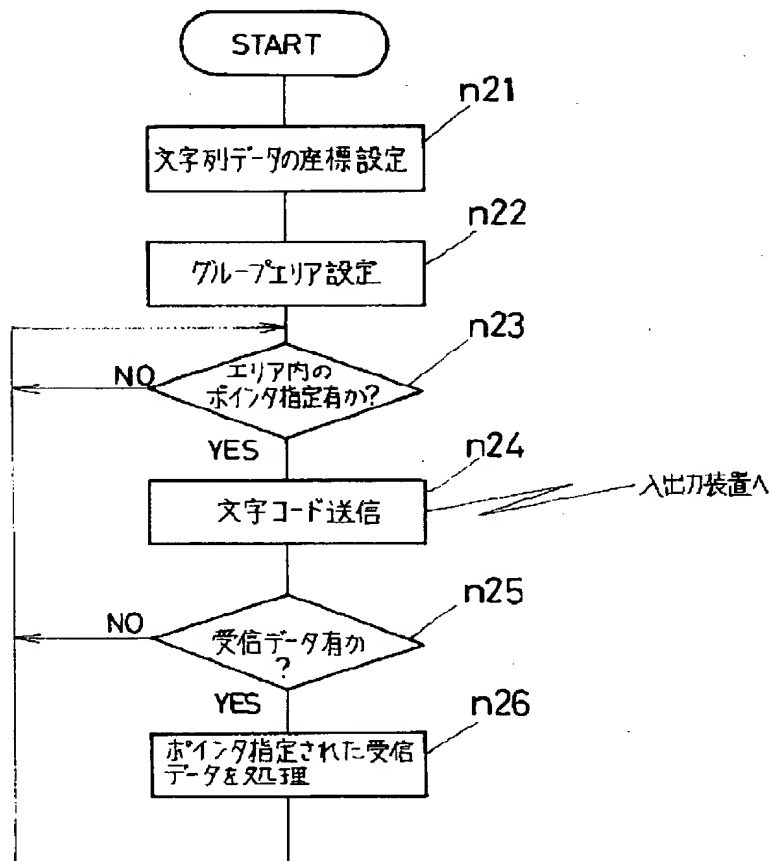 START
n21
文字列データの座標設定
n22
グループエリア設定
n23
エリア内の
ポインタ指定有か?
NO
YES
n24
文字コード送信
入出力装置へ
n25
受信データ有か
?
NO
YES
n26
ポインタ指定された受信
データを処理